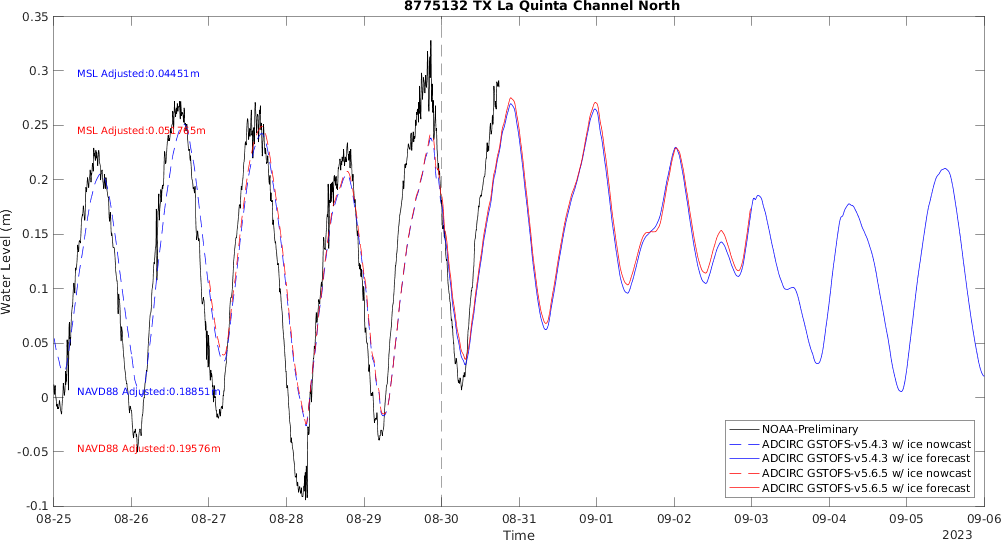 8775132 TX La Quinta Channel North
0.35
0.3
0.25
0.2
0.15
0.1
0.05
0
-0.05
-0.1
Water Level (m)
MSL Adjusted:0.04451m
MSL Adjusted:0.051765m
NAVD88 Adjusted:0.18851m
NAVD88 Adjusted:0.19576m
NOAA-Preliminary
ADCIRC GSTOFS-v5.4.3 w/ ice nowcast
ADCIRC GSTOFS-v5.4.3 w/ ice forecast
ADCIRC GSTOFS-v5.6.5 w/ ice nowcast
ADCIRC GSTOFS-v5.6.5 w/ ice forecast
08-25 08-26 08-27 08-28 08-29 08-30 08-31 09-01 09-02 09-03 09-04 09-05 09-06
Time
2023